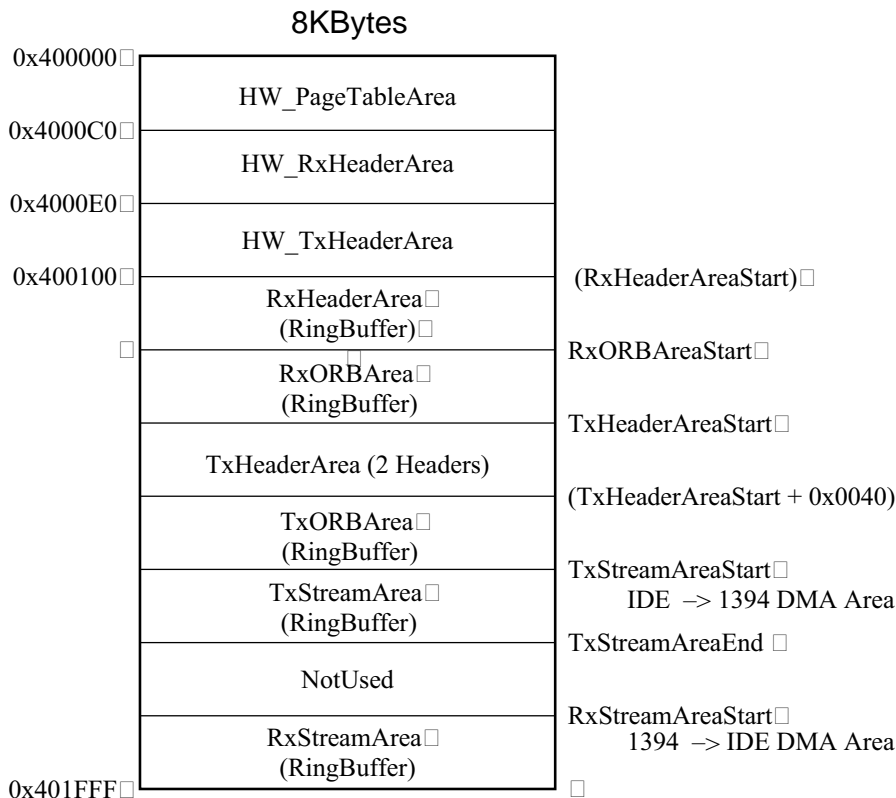 8KBytes
0x400000
HW_PageTableArea
0x4000C0
HW_RxHeaderArea
0x4000E0
HW_TxHeaderArea
0x400100
(RxHeaderAreaStart)
RxHeaderArea
(RingBuffer)
RxORBAreaStart
RxORBArea
(RingBuffer)
TxHeaderAreaStart
TxHeaderArea (2 Headers)
(TxHeaderAreaStart + 0x0040)
TxORBArea
(RingBuffer)
TxStreamAreaStart
TxStreamArea
IDE –> 1394 DMA Area
(RingBuffer)
TxStreamAreaEnd
NotUsed
RxStreamAreaStart
RxStreamArea
1394 –> IDE DMA Area
(RingBuffer)
0x401FFF